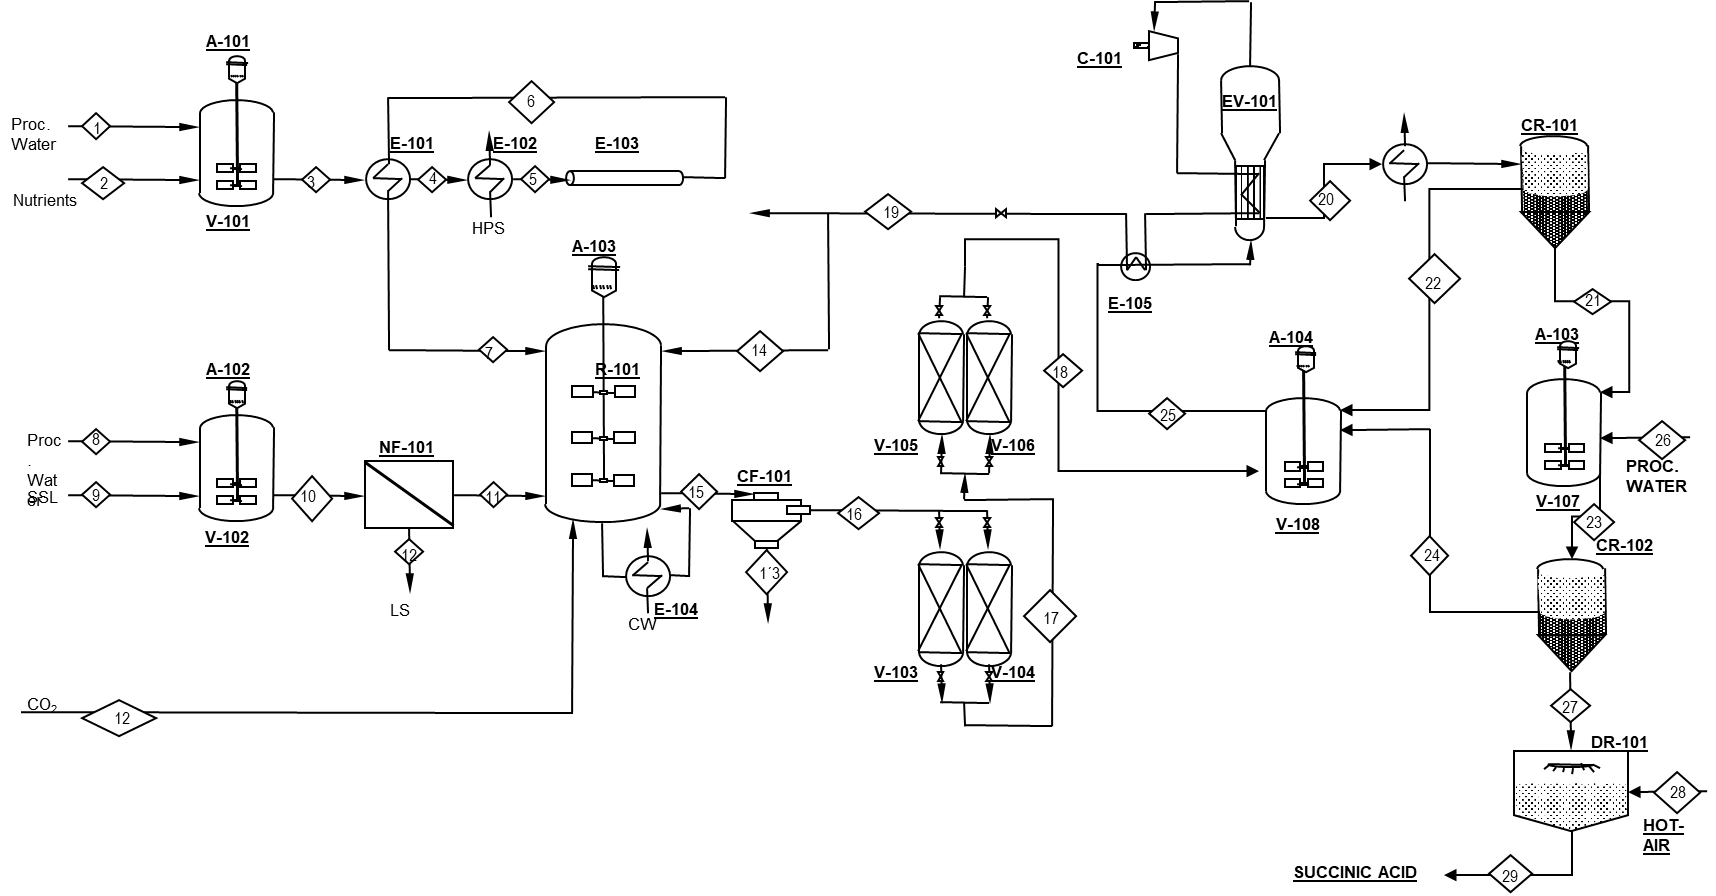 A-101
C-101
EV-101
6
Proc.
Water
1
E-101
E-102
E-103
CR-101
2
3
4
5
Nutrients
V-101
HPS
19
20
A-103
E-105
22
21
7
14
R-101
A-104
A-103
A-102
18
25
Proc
.
Wat
er
8
NF-101
V-105
V-106
26
PROC.
WATER
SSL
9
10
11
15
CF-101
16
V-102
V-108
V-107
23
12
24
CR-102
LS
13
E-104
CW
17
V-103
V-104
CO2
12
27
DR-101
28
HOT-
AIR
SUCCINIC ACID
29